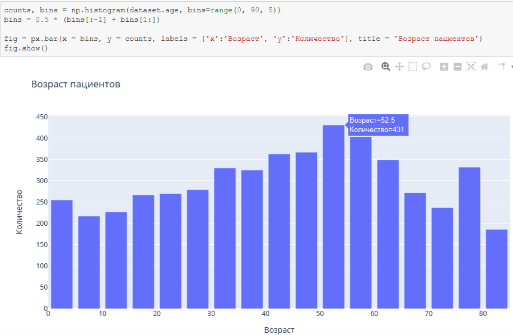 counts, bins = np.histogram(dataset.age, bins=range(0, 90, 5))
bins = 0.5 * (bins[:-1] + bins[1:])
fig = px.bar(x = bins, y = counts, labels = {'x':'Возраст', 'y':'Количество'}, title = 'Возраст пациентов')
fig.show()
Возраст пациентов
Возраст=52.5
Количество=431
450
400
350
300
250
200
150
100
50
0
Количество
0 10 20 30 40 50 60 70 80
Возраст